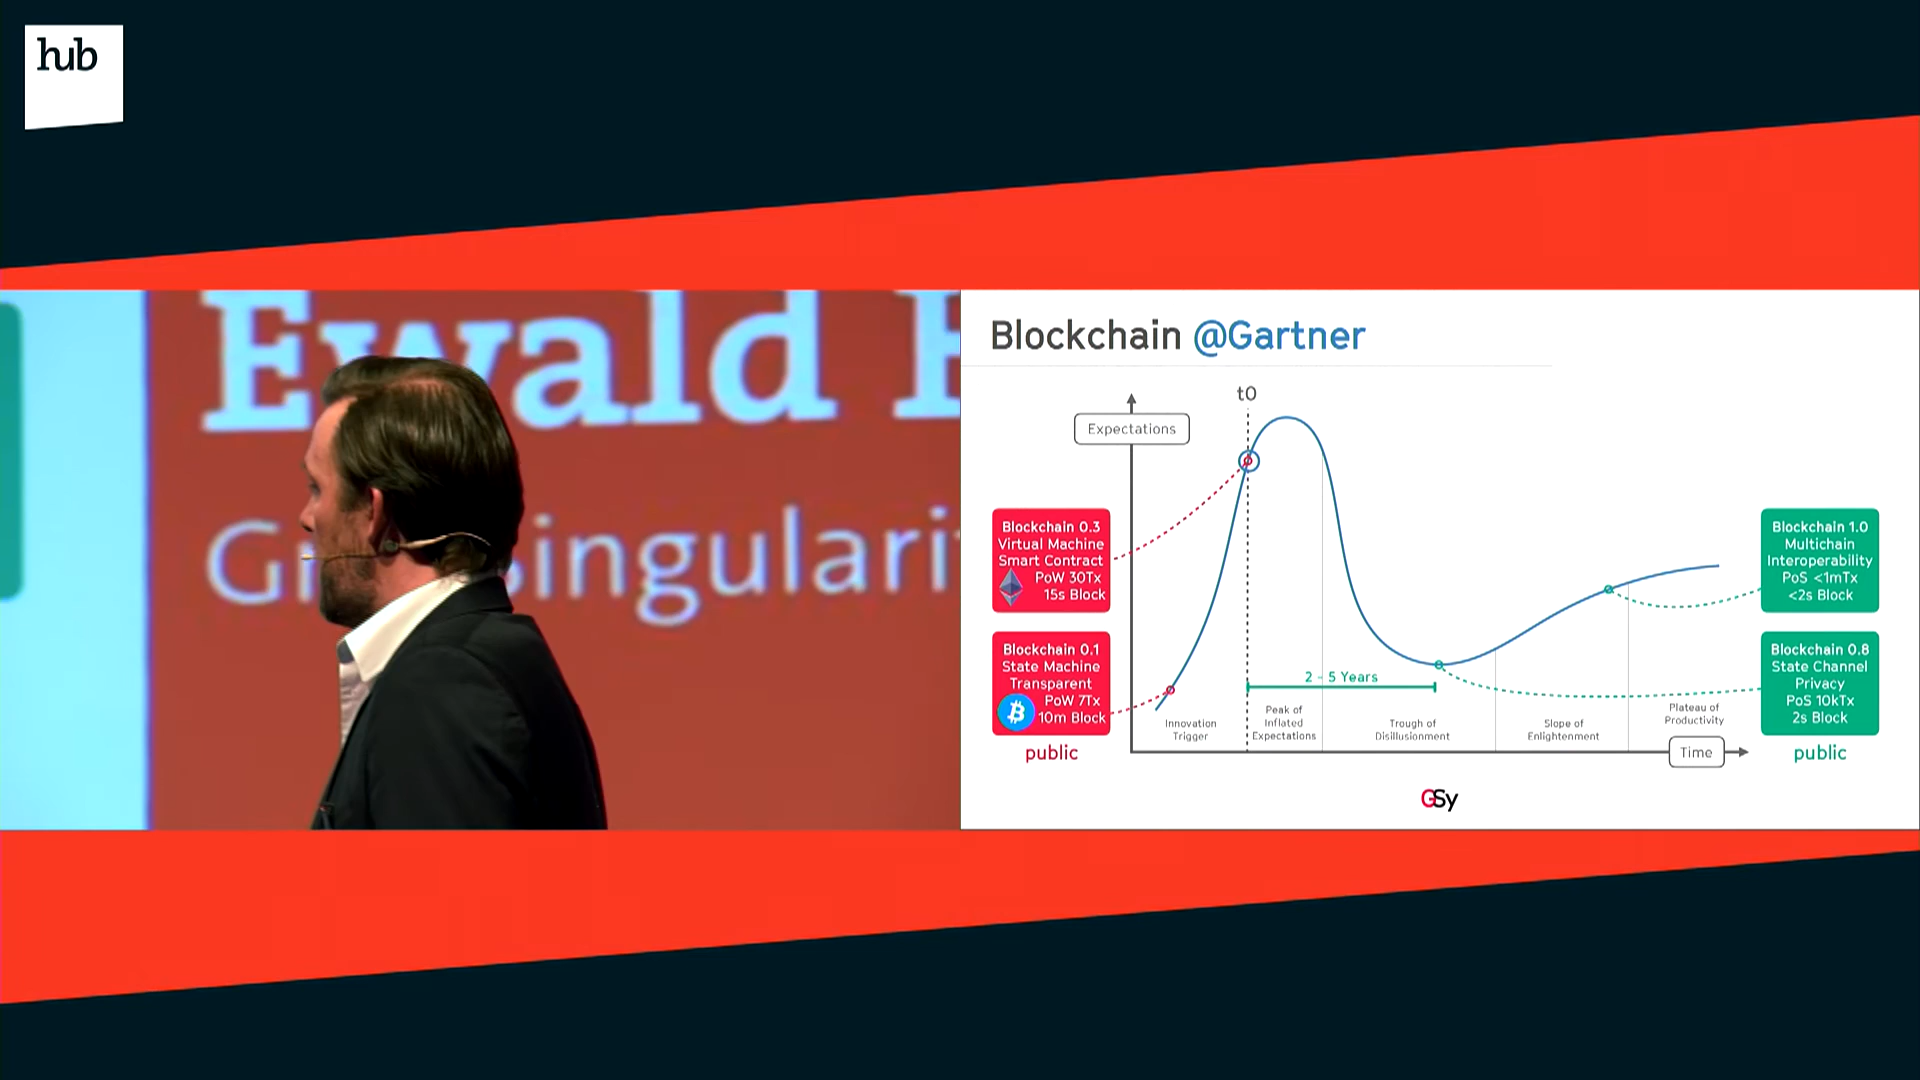 hub
Ewald
Blockchain @Gartner
t0
Expectations
Blockchain 0.3
Virtual Machine
Smart Contract
PoW 30Tx
15s Block
Blockchain 0.1
State Machine
Transparent
PoW 7Tx
10m Block
public
2 - 5 Years
Innovation
Trigger
Peak of
Inflated
Expectations
Trough of
Disillusionment
Slope of
Enlightenment
Plateau of
Productivity
Time
Blockchain 1.0
Multichain
Interoperability
PoS <1mTx
<2s Block
Blockchain 0.8
State Channel
Privacy
PoS 10kTx
2s Block
public
GSy